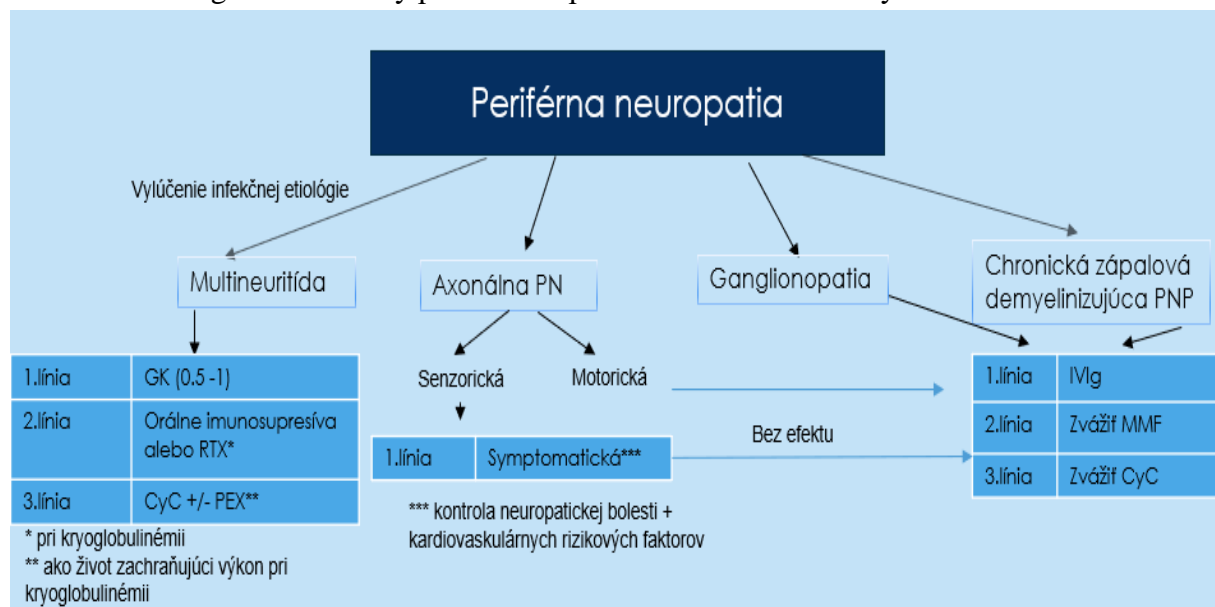 Periférna neuropatia
Vylúčenie infekčnej etiológie
Multineuritída
Axonálna PN
Ganglionopatia
Chronická zápalová
demyelinizujúca PNP
1.línia GK (0.5 -1)
2.línia Orálne imunosupresíva
alebo RTX*
3.línia CyC +/- PEX**
* pri kryoglobulinémii
** ako život zachraňujúci výkon pri
kryoglobulinémii
Senzorická
Motorická
1.línia Symptomatická***
*** kontrola neuropatickej bolesti +
kardiovaskulárnych rizikových faktorov
Bez efektu
1.línia IVIg
2.línia Zvážiť MMF
3.línia Zvážiť CyC